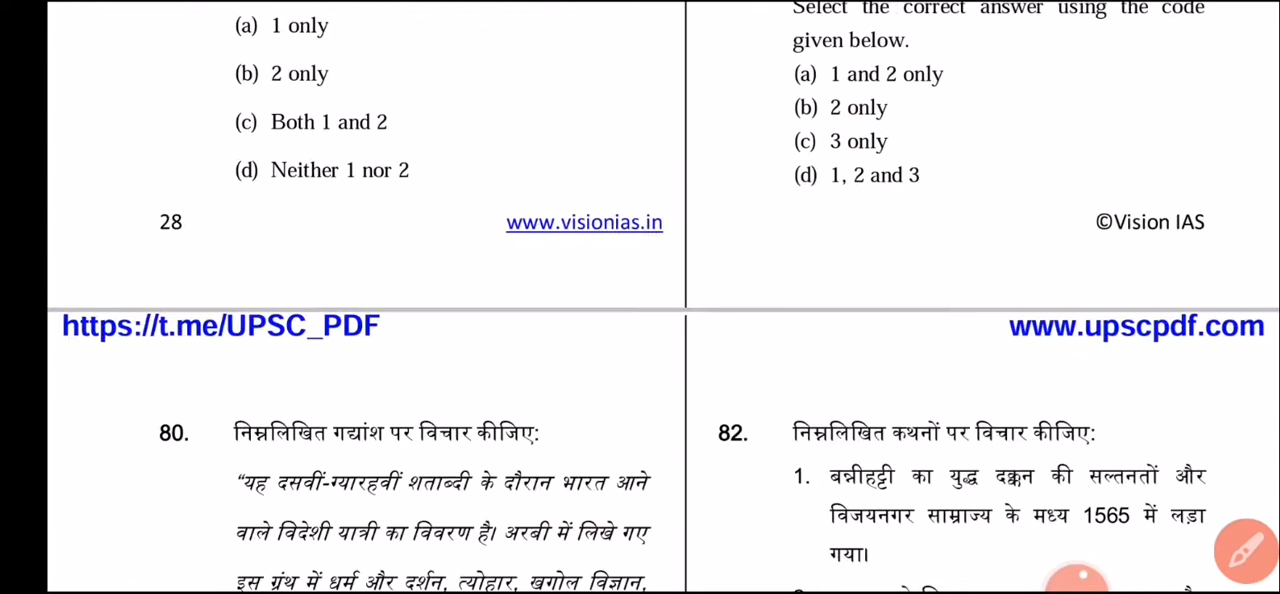 (a) 1 only
(b) 2 only
(c) Both 1 and 2
(d) Neither 1 nor 2
28
www.visionias.in
Select the correct answer using the code
given below.
(a) 1 and 2 only
(b) 2 only
(c) 3 only
(d) 1, 2 and 3
©Vision IAS
https://t.me/UPSC_PDF
www.upscpdf.com
80. निम्नलिखित गद्यांश पर विचार कीजिए:
“यह दसवीं-ग्यारहवीं शताब्दी के दौरान भारत आने
वाले विदेशी यात्री का विवरण है। अरबी में लिखे गए
इस ग्रंथ में धर्म और दर्शन, त्योहार, खगोल विज्ञान,
82. निम्नलिखित कथनों पर विचार कीजिए:
1. बन्नीहट्टी का युद्ध दक्कन की सल्तनतों और
विजयनगर साम्राज्य के मध्य 1565 में लड़ा
गया।